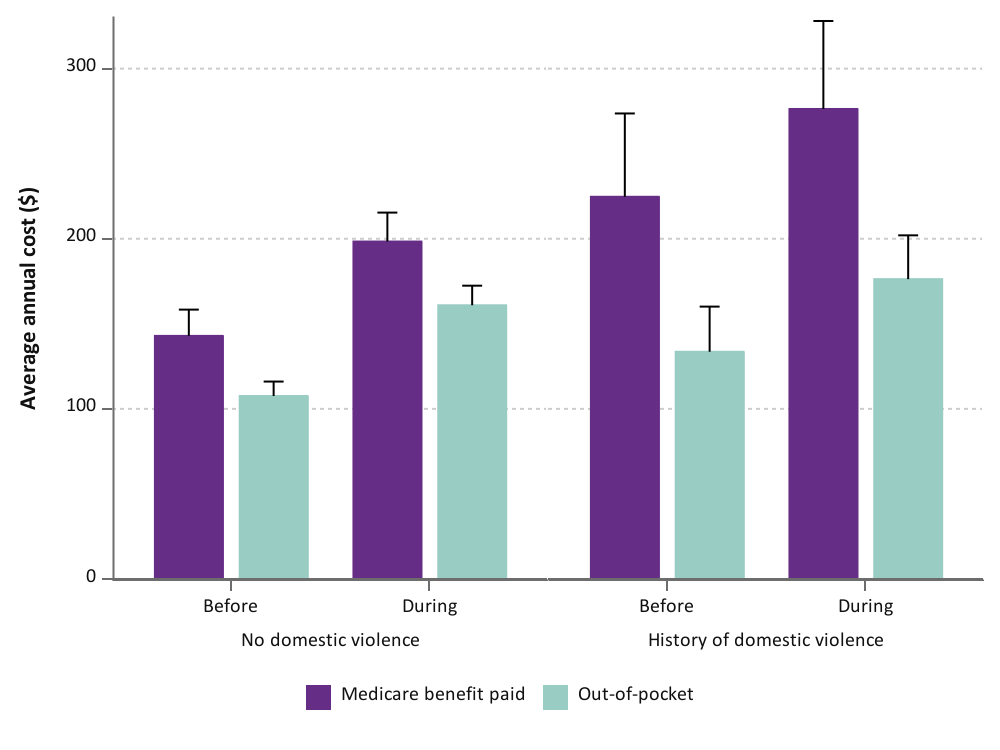 Average annual cost ($)
300
200
100
0
Before During Before During
No domestic violence History of domestic violence
Medicare benefit paid Out-of-pocket